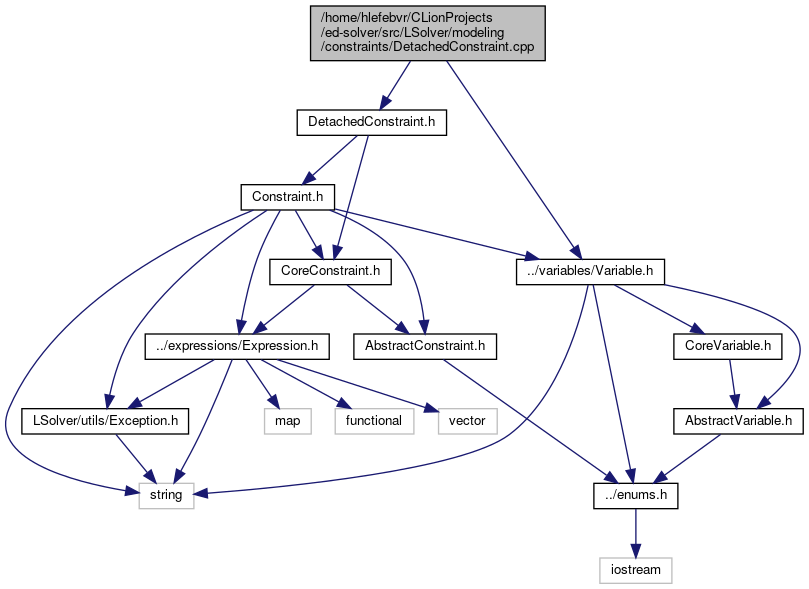 /home/hlefebvr/CLionProjects
/ed-solver/src/LSolver/modeling
/constraints/DetachedConstraint.cpp
DetachedConstraint.h
Constraint.h
CoreConstraint.h
../variables/Variable.h
../expressions/Expression.h
AbstractConstraint.h
CoreVariable.h
LSolver/utils/Exception.h
map
functional
vector
AbstractVariable.h
string
../enums.h
iostream